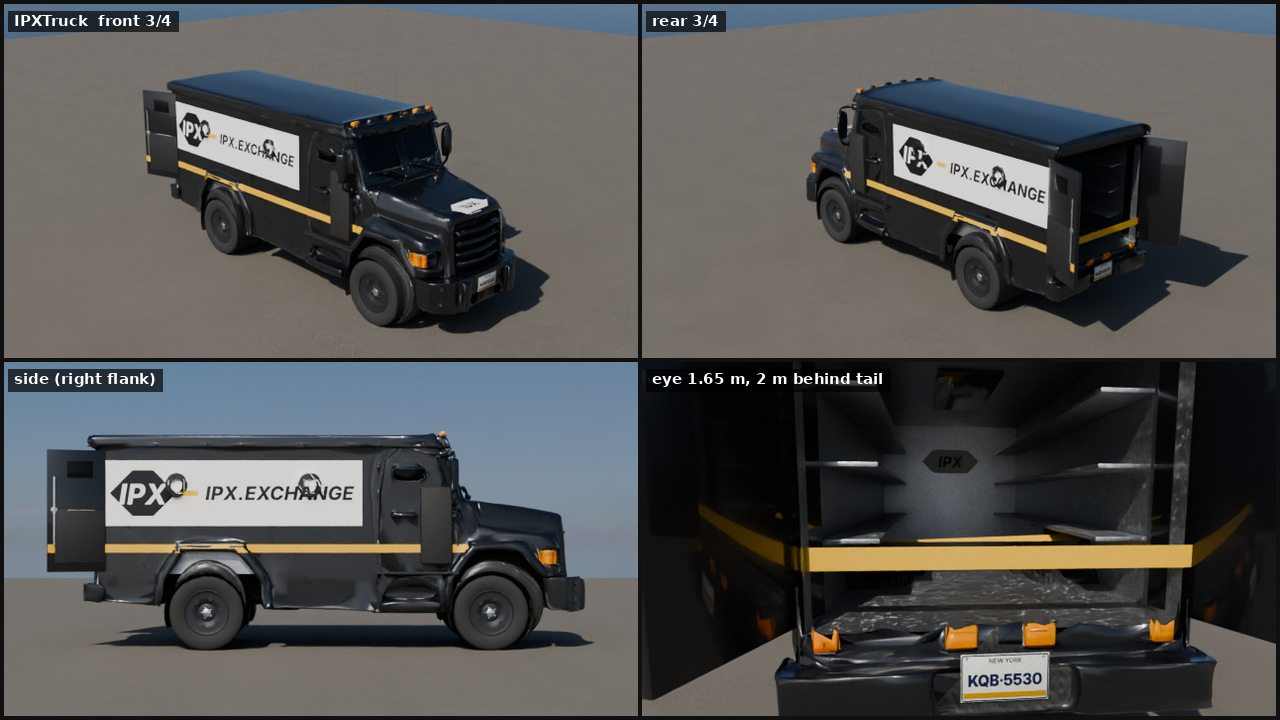 IPXTruck front 3/4
IPX
IPX.EXCHANGE
IPX
rear 3/4
IPX
IPX.EXCHANGE
side (right flank)
IPX
IPX.EXCHANGE
eye 1.65 m, 2 m behind tail
IPX
NEW YORK
KQB·5530